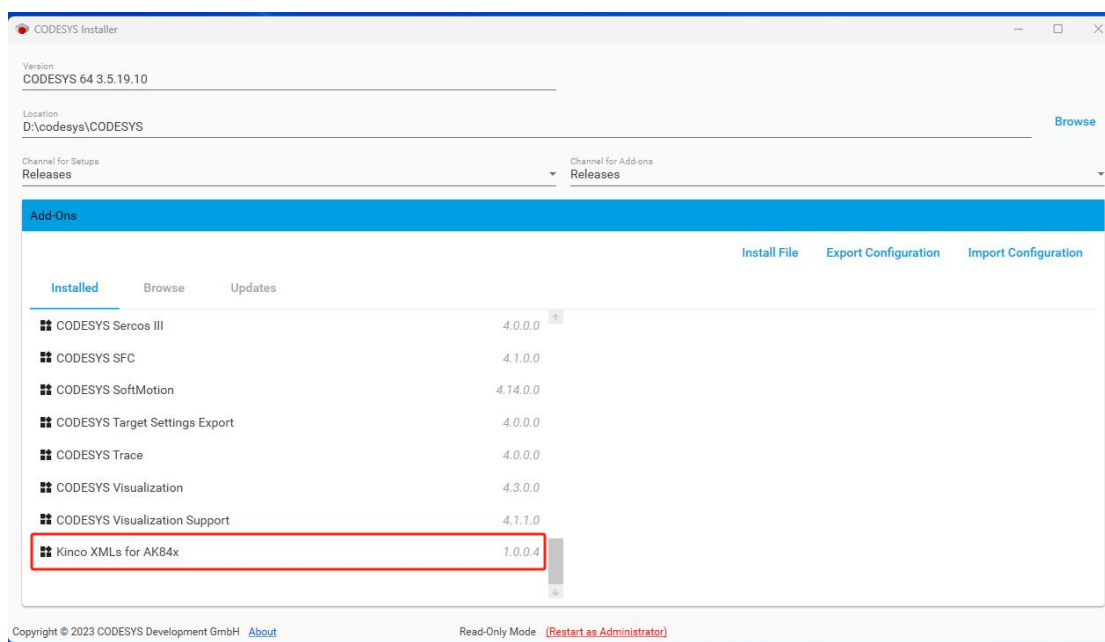 CODESYS Installer
Version
CODESYS 64 3.5.19.10
Location
D:\codesys\CODESYS
Browse
Channel for Setups
Releases
Channel for Add-ons
Releases
Add-Ons
Install File Export Configuration Import Configuration
Installed Browse Updates
CODESYS Sercos III 4.0.0.0
CODESYS SFC 4.1.0.0
CODESYS SoftMotion 4.14.0.0
CODESYS Target Settings Export 4.0.0.0
CODESYS Trace 4.0.0.0
CODESYS Visualization 4.3.0.0
CODESYS Visualization Support 4.1.1.0
Kinco XMLs for AK84x 1.0.0.4
Copyright © 2023 CODESYS Development GmbH About Read-Only Mode (Restart as Administrator)